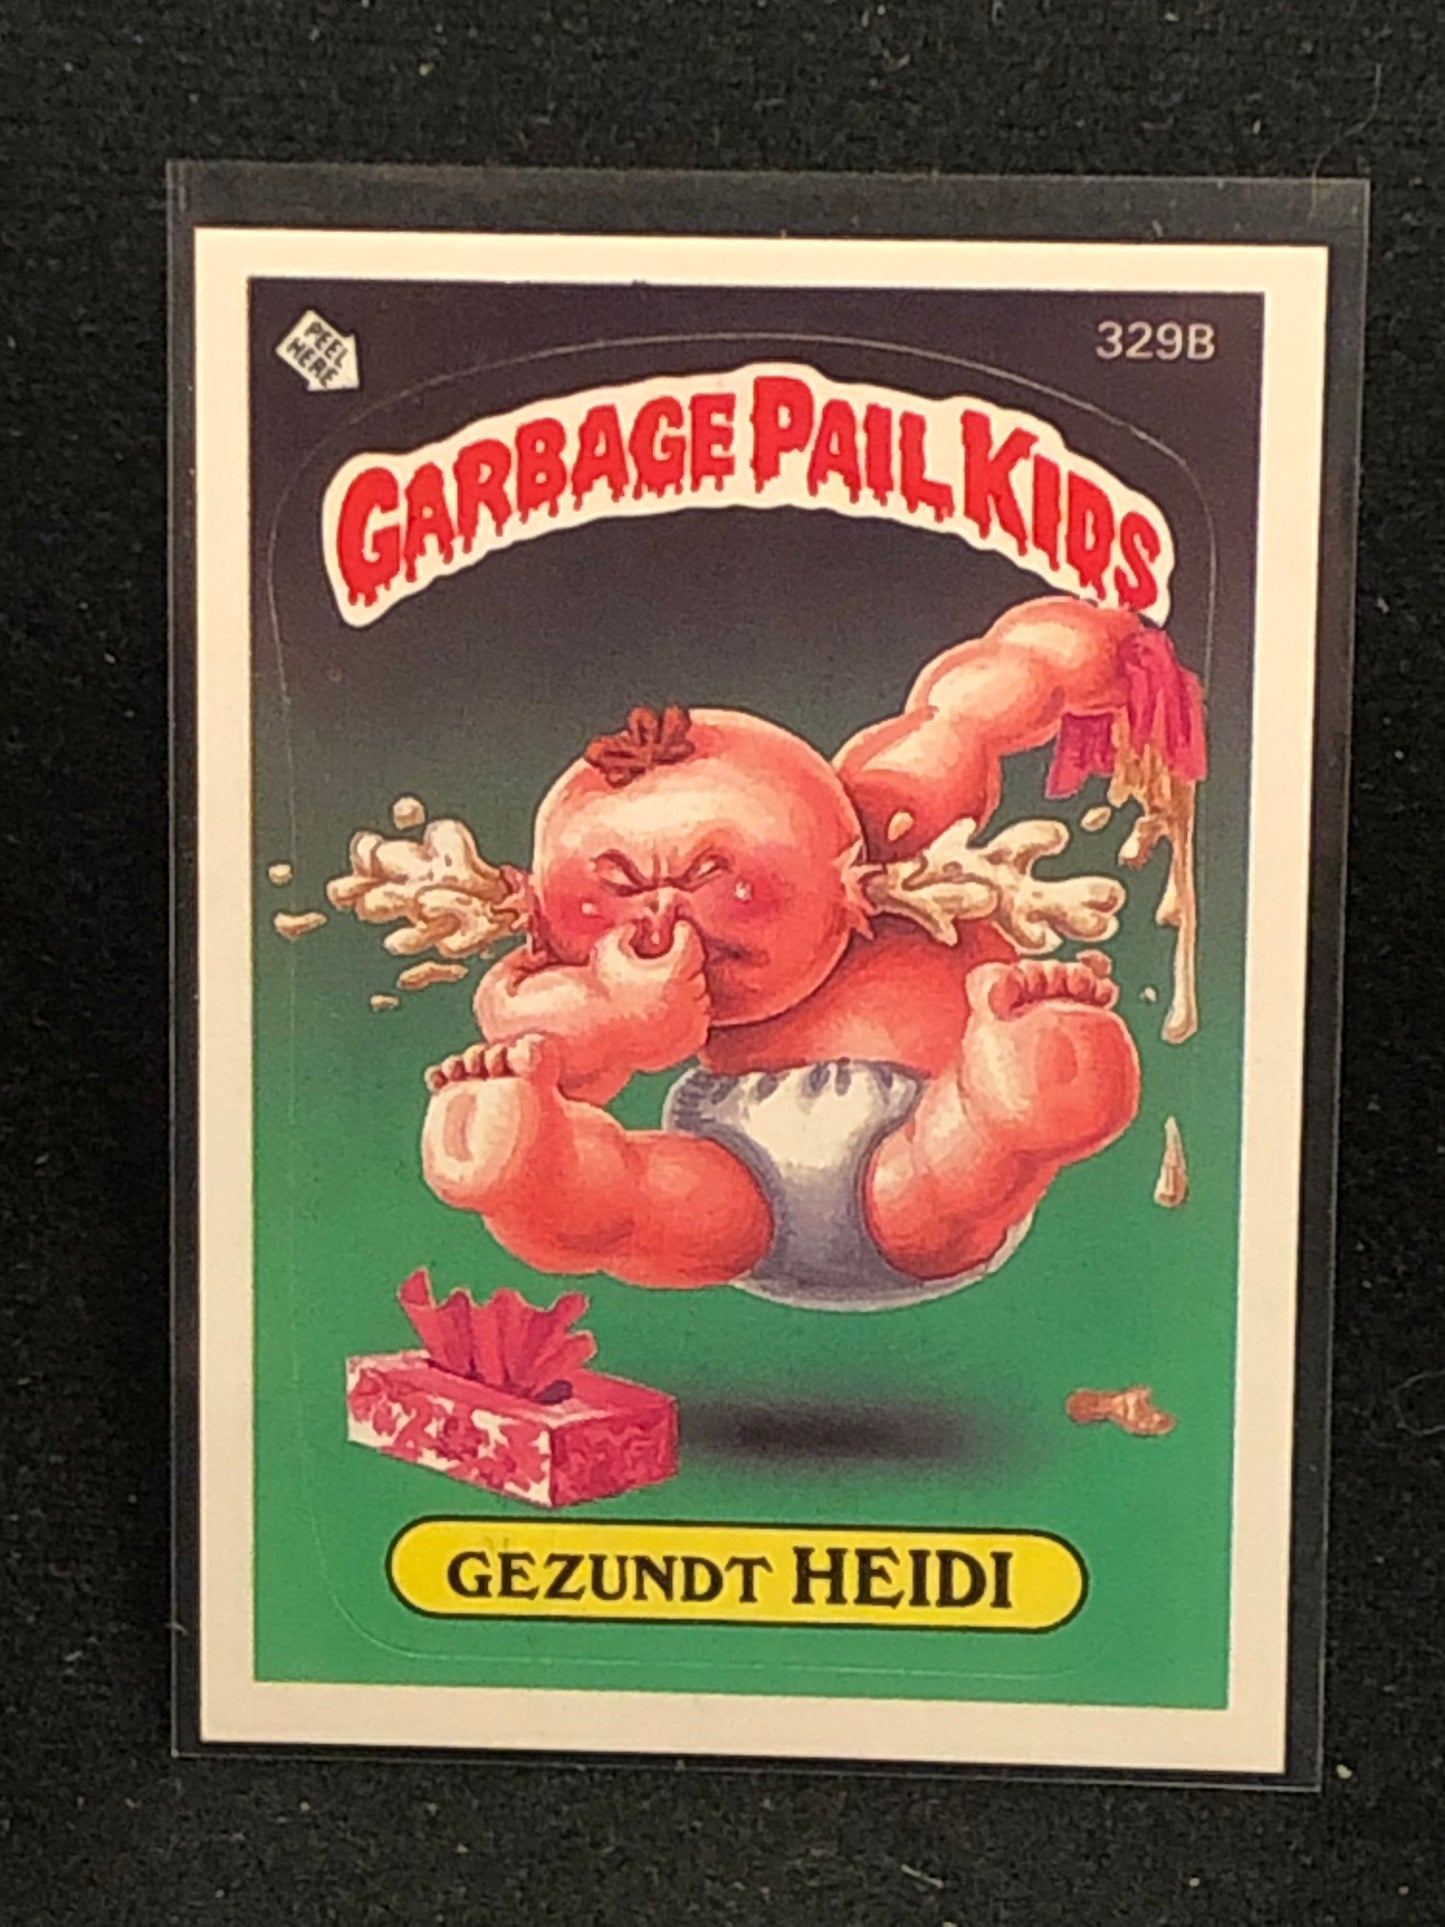 PEEL
HERE
329B
GARBAGE PAIL KIDS
GEZUNDT HEIDI